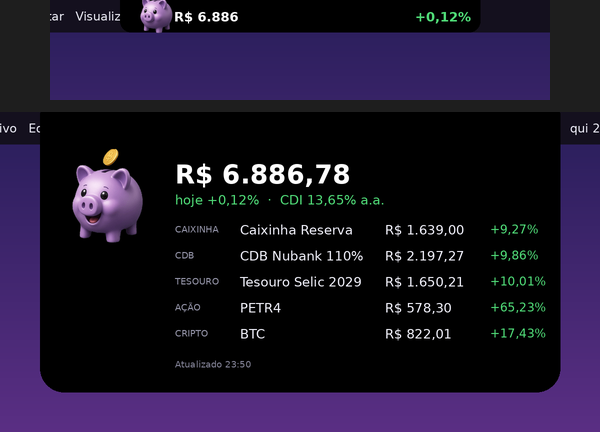 tar Visualiz R$ 6.886 +0,12%
ivo Ed qui 2
R$ 6.886,78
hoje +0,12% · CDI 13,65% a.a.
CAIXINHA Caixinha Reserva R$ 1.639,00 +9,27%
CDB CDB Nubank 110% R$ 2.197,27 +9,86%
TESOURO Tesouro Selic 2029 R$ 1.650,21 +10,01%
AÇÃO PETR4 R$ 578,30 +65,23%
CRIPTO BTC R$ 822,01 +17,43%
Atualizado 23:50